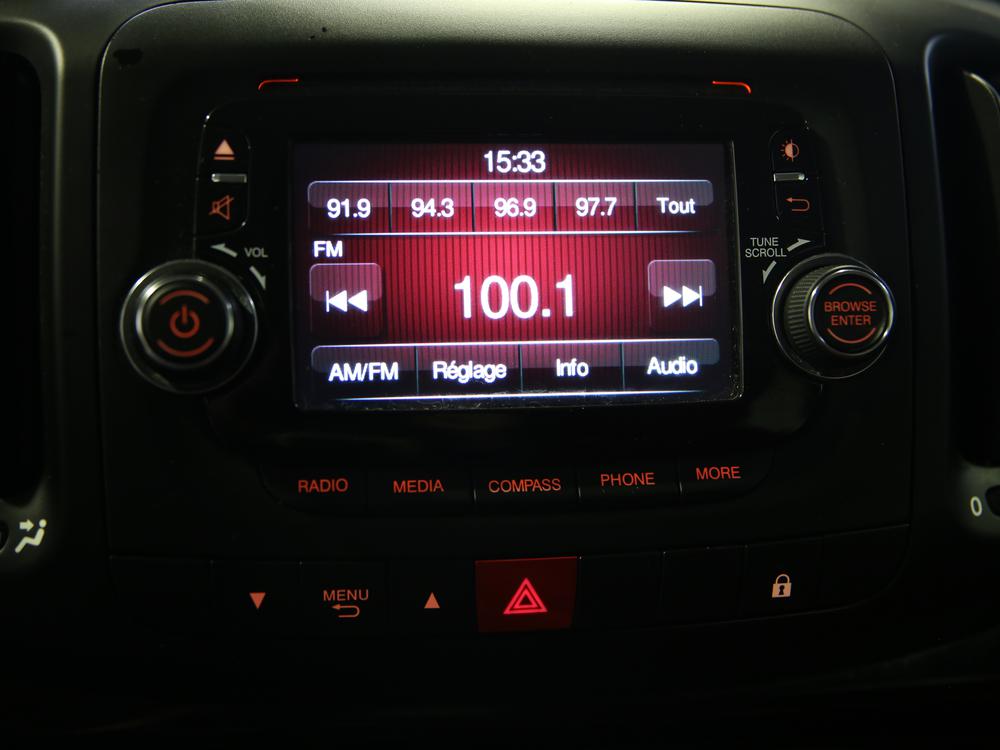 15:33
91.9 94.3 96.9 97.7 Tout
FM
100.1
AM/FM Réglage Info Audio
VOL
TUNE
SCROLL
BROWSE
ENTER
RADIO MEDIA COMPASS PHONE MORE
MENU
0